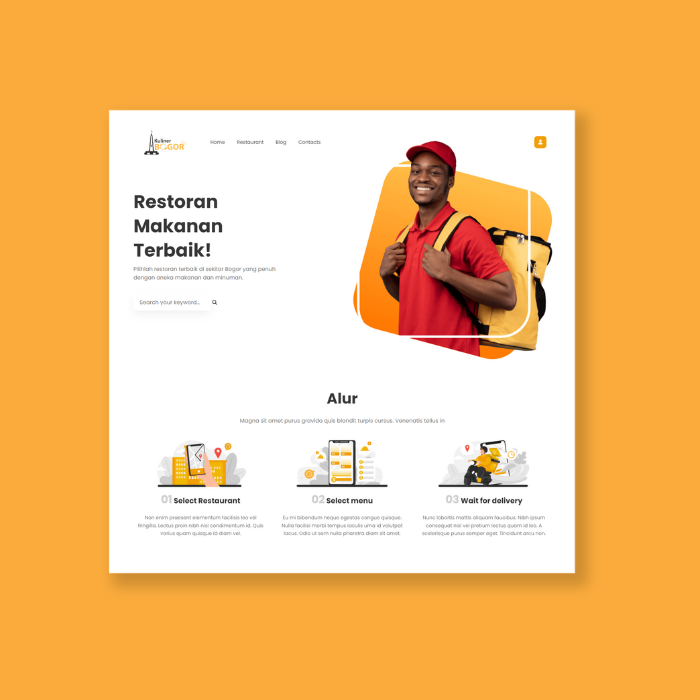 Kuliner
BOGOR
Home Restaurant Blog Contacts
Restoran
Makanan
Terbaik!
Pilihlah restoran terbaik di sekitar Bogor yang penuh
dengan aneka makanan dan minuman.
Search your keyword...
Alur
Magna sit amet purus gravida quis blandit turpis cursus. Venenatis tellus in
01 Select Restaurant
Non enim praesent elementum facilisis leo vel
fringilla. Lectus proin nibh nisl condimentum id. Quis
varius quam quisque id diam vel.
02 Select menu
Eu mi bibendum neque egestas congue quisque.
Nulla facilisi morbi tempus iaculis urna id volutpat
lacus. Odio ut sem nulla pharetra diam sit amet.
03 Wait for delivery
Nunc lobortis mattis aliquam faucibus. Nibh ipsum
consequat nisl vel pretium lectus quam id leo. A
scelerisque purus semper eget. Tincidunt arcu non.